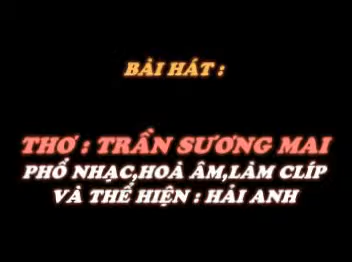 BÀI HÁT :
THƠ : TRẦN SƯƠNG MAI
PHỔ NHẠC,HOÀ ÂM,LÀM CLÍP
VÀ THỂ HIỆN : HẢI ANH